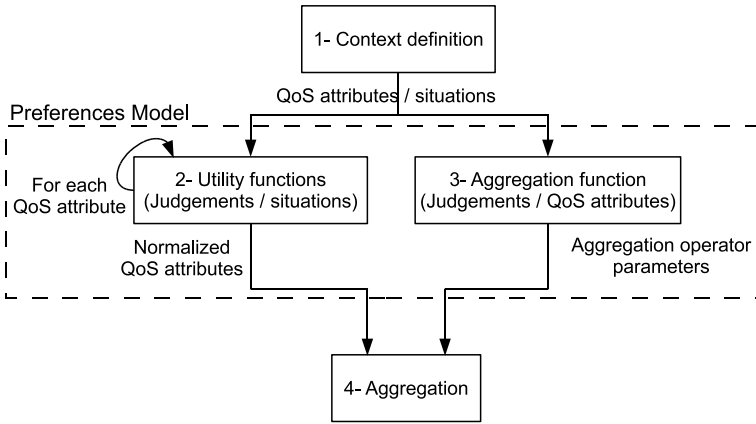 1- Context definition
QoS attributes / situations
Preferences Model
For each
QoS attribute
2- Utility functions
(Judgements / situations)
3- Aggregation function
(Judgements / QoS attributes)
Normalized
QoS attributes
Aggregation operator
parameters
4- Aggregation